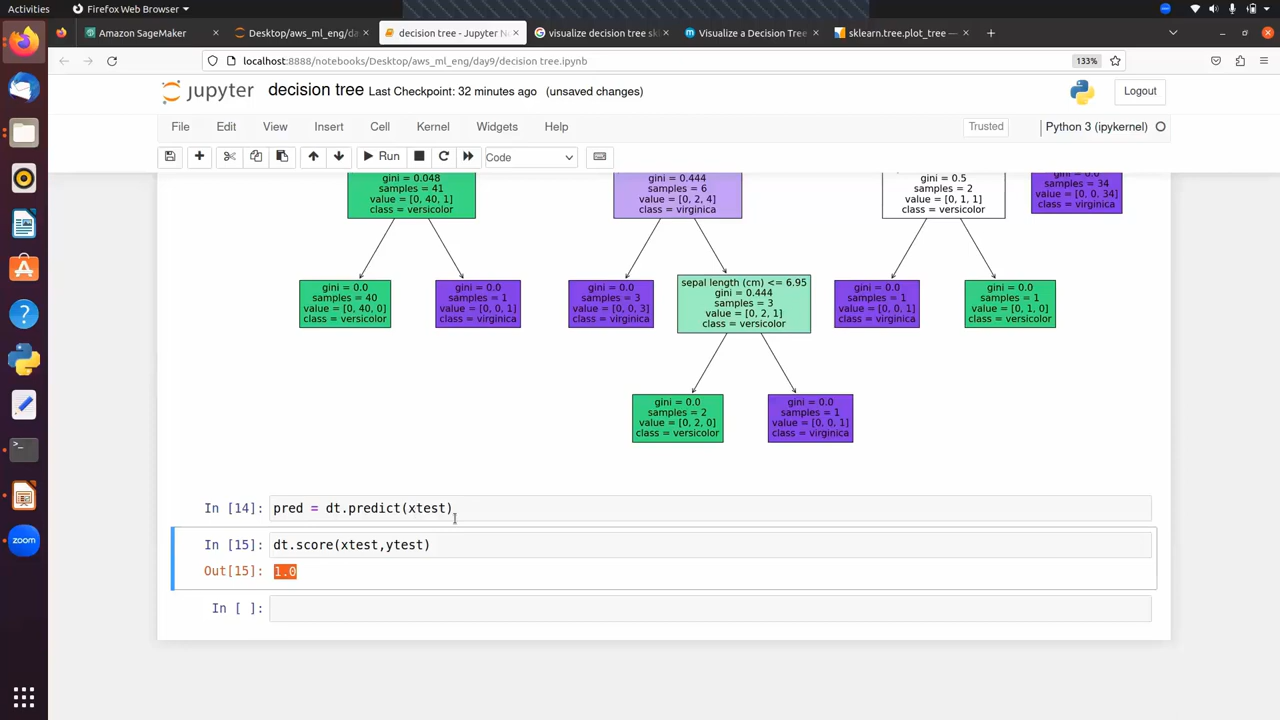 Activities
Firefox Web Browser
Amazon SageMaker
Desktop/aws_ml_eng/da
decision tree - Jupyter N
visualize decision tree skl
Visualize a Decision Tree
sklearn.tree.plot_tree —
localhost:8888/notebooks/Desktop/aws_ml_eng/day9/decision tree.ipynb
133%
jupyter
decision tree Last Checkpoint: 32 minutes ago (unsaved changes)
Logout
File Edit View Insert Cell Kernel Widgets Help
Trusted
Python 3 (ipykernel)
Run
Code
gini = 0.048
samples = 41
value = [0, 40, 1]
class = versicolor
gini = 0.444
samples = 6
value = [0, 2, 4]
class = virginica
gini = 0.5
samples = 2
value = [0, 1, 1]
class = versicolor
gini = 0.0
samples = 34
value = [0, 0, 34]
class = virginica
gini = 0.0
samples = 40
value = [0, 40, 0]
class = versicolor
gini = 0.0
samples = 1
value = [0, 0, 1]
class = virginica
gini = 0.0
samples = 3
value = [0, 0, 3]
class = virginica
sepal length (cm) <= 6.95
gini = 0.444
samples = 3
value = [0, 2, 1]
class = versicolor
gini = 0.0
samples = 1
value = [0, 0, 1]
class = virginica
gini = 0.0
samples = 1
value = [0, 1, 0]
class = versicolor
gini = 0.0
samples = 2
value = [0, 2, 0]
class = versicolor
gini = 0.0
samples = 1
value = [0, 0, 1]
class = virginica
In [14]: pred = dt.predict(xtest)
In [15]: dt.score(xtest,ytest)
Out[15]: 1.0
In [ ]:
zoom